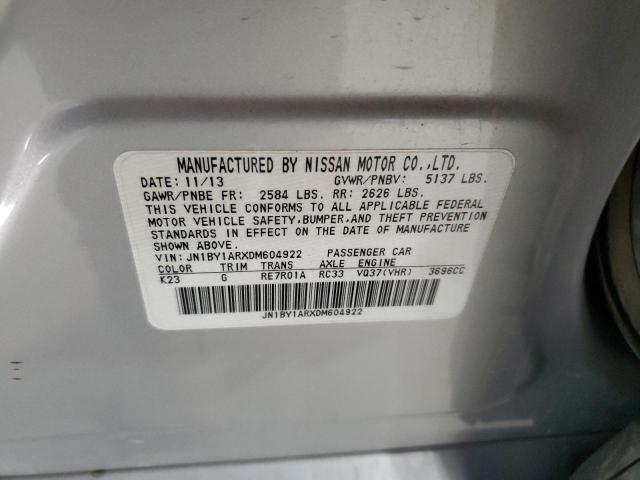 MANUFACTURED BY NISSAN MOTOR CO.,LTD.
DATE: 11/13 GVWR/PNBV: 5137 LBS.
GAWR/PNBE FR: 2584 LBS. RR: 2626 LBS.
THIS VEHICLE CONFORMS TO ALL APPLICABLE FEDERAL
MOTOR VEHICLE SAFETY,BUMPER,AND THEFT PREVENTION
STANDARDS IN EFFECT ON THE DATE OF MANUFACTURE
SHOWN ABOVE.
VIN: JN1BY1ARXDM604922 PASSENGER CAR
COLOR TRIM TRANS AXLE ENGINE
K23 G RE7R01A RC33 VQ37(VHR) 3696CC
JN1BY1ARXDM604922